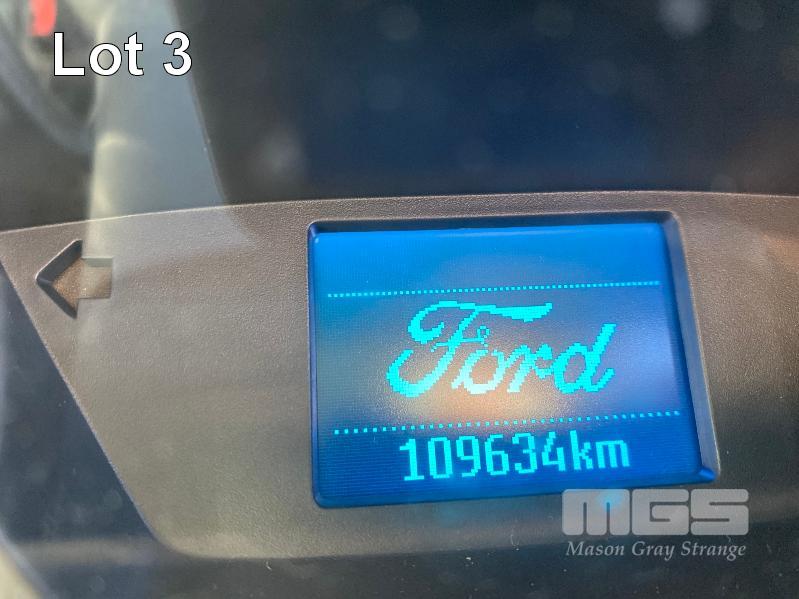 Lot 3
Ford
109634km
MGS
Mason Gray Strange